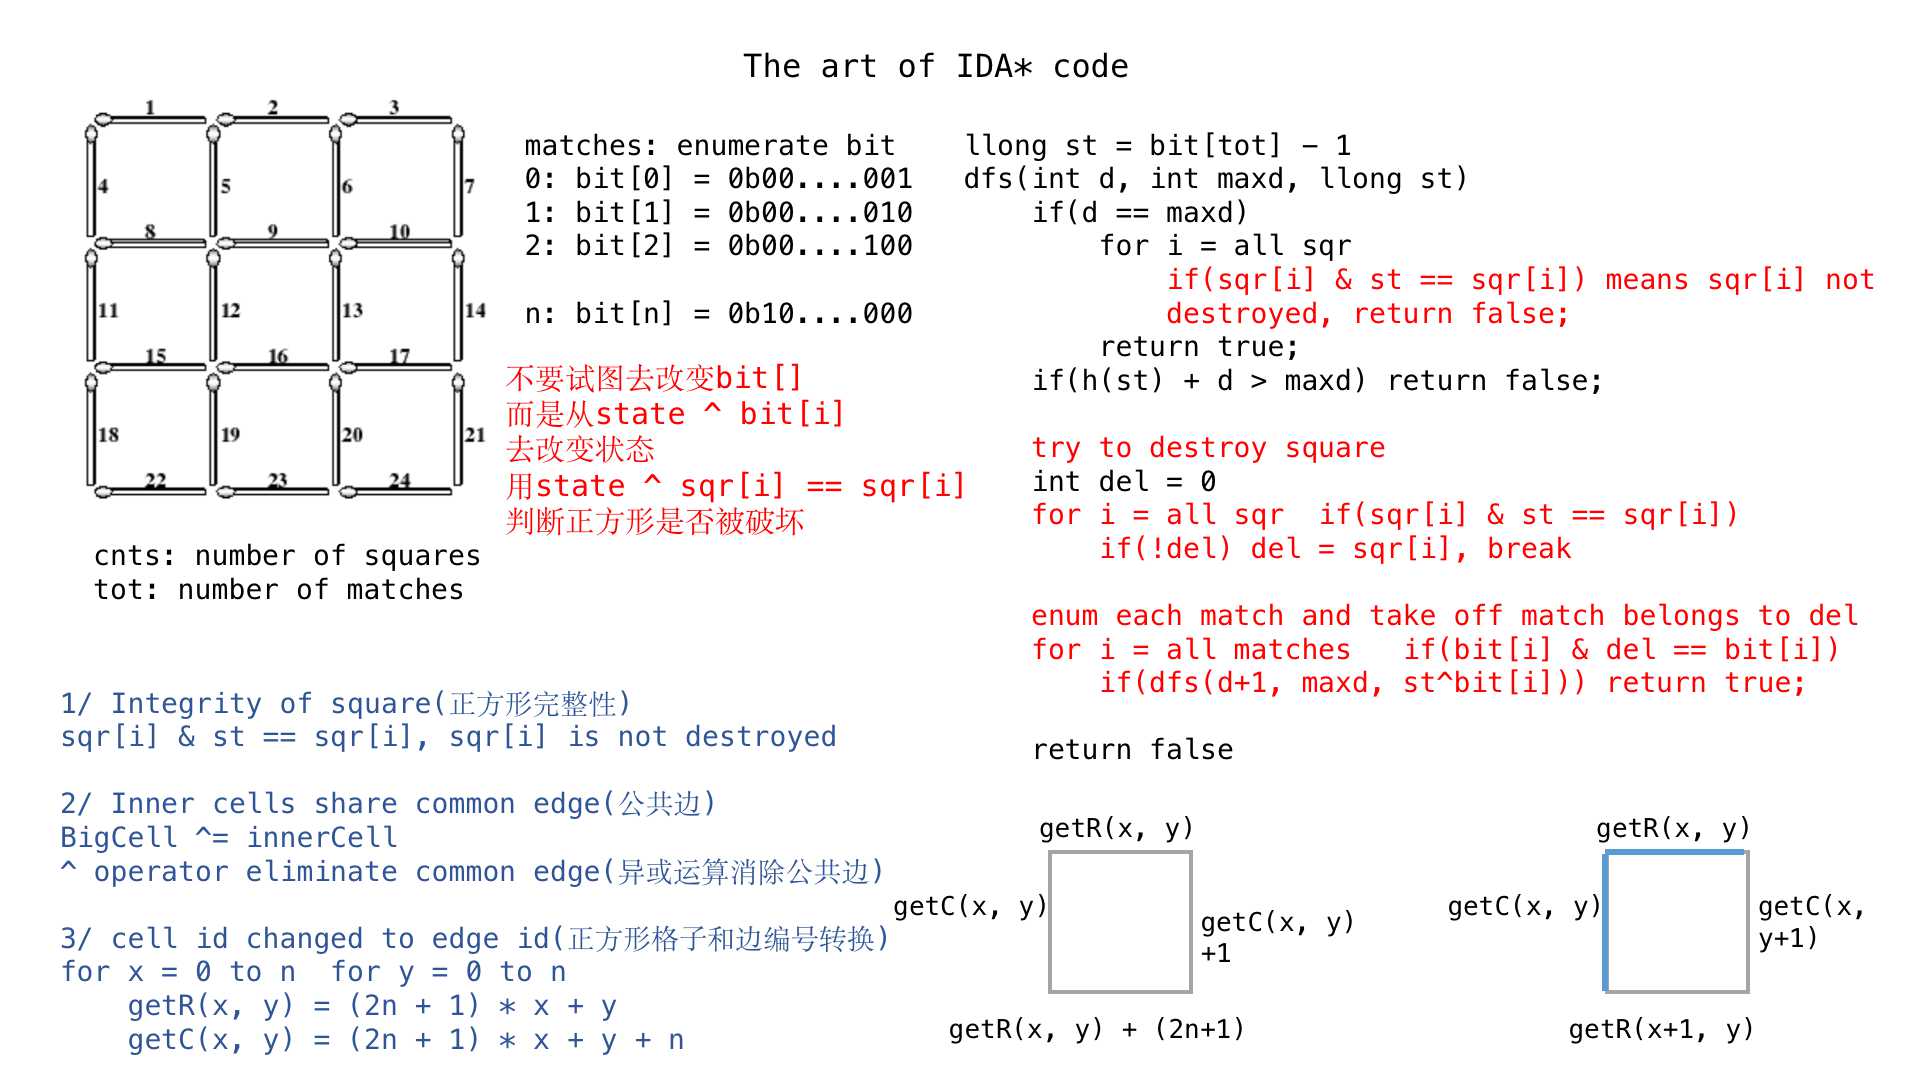 The art of IDA* code
1
2
3
4
5
6
7
8
9
10
11
12
13
14
15
16
17
18
19
20
21
22
23
24
cnts: number of squares
tot: number of matches
matches: enumerate bit
0: bit[0] = 0b00....001
1: bit[1] = 0b00....010
2: bit[2] = 0b00....100
n: bit[n] = 0b10....000
不要试图去改变bit[]
而是从state ^ bit[i]
去改变状态
用state ^ sqr[i] == sqr[i]
判断正方形是否被破坏
llong st = bit[tot] − 1
dfs(int d, int maxd, llong st)
if(d == maxd)
for i = all sqr
if(sqr[i] & st == sqr[i]) means sqr[i] not
destroyed, return false;
return true;
if(h(st) + d > maxd) return false;
try to destroy square
int del = 0
for i = all sqr  if(sqr[i] & st == sqr[i])
if(!del) del = sqr[i], break
enum each match and take off match belongs to del
for i = all matches   if(bit[i] & del == bit[i])
if(dfs(d+1, maxd, st^bit[i])) return true;
return false
1/ Integrity of square(正方形完整性)
sqr[i] & st == sqr[i], sqr[i] is not destroyed
2/ Inner cells share common edge(公共边)
BigCell ^= innerCell
^ operator eliminate common edge(异或运算消除公共边)
3/ cell id changed to edge id(正方形格子和边编号转换)
for x = 0 to n  for y = 0 to n
getR(x, y) = (2n + 1) * x + y
getC(x, y) = (2n + 1) * x + y + n
getR(x, y)
getC(x, y)
getC(x, y)
+1
getR(x, y) + (2n+1)
getR(x, y)
getC(x, y)
getC(x,
y+1)
getR(x+1, y)